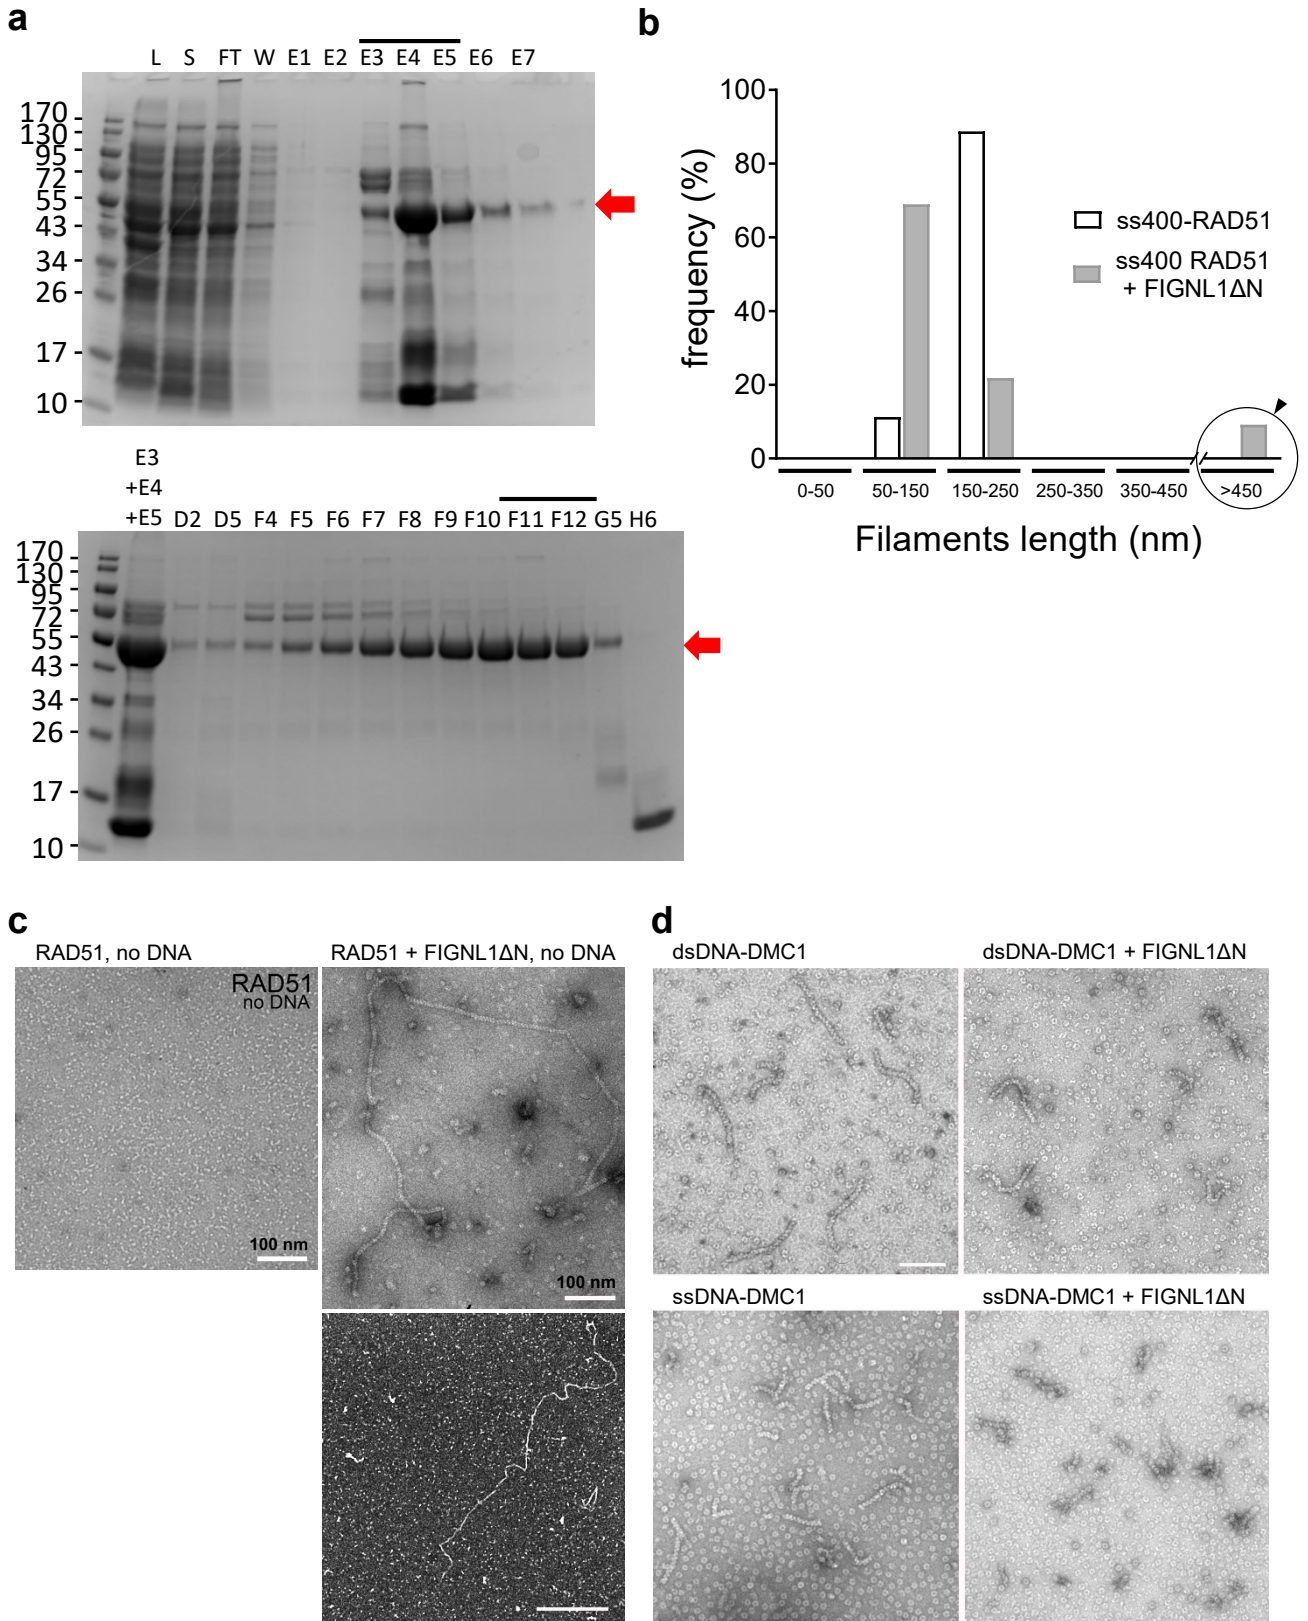 a
L S FT W E1 E2 E3 E4 E5 E6 E7
170
130
95
72
55
43
34
26
17
10
E3
+E4
+E5 D2 D5 F4 F5 F6 F7 F8 F9 F10 F11 F12 G5 H6
170
130
95
72
55
43
34
26
17
10
b
frequency (%)
100
80
60
40
20
0
ss400-RAD51
ss400 RAD51
+ FIGNL1ΔN
0-50 50-150 150-250 250-350 350-450 >450
Filaments length (nm)
c
RAD51, no DNA
RAD51 + FIGNL1ΔN, no DNA
RAD51
no DNA
100 nm
100 nm
d
dsDNA-DMC1
dsDNA-DMC1 + FIGNL1ΔN
ssDNA-DMC1
ssDNA-DMC1 + FIGNL1ΔN